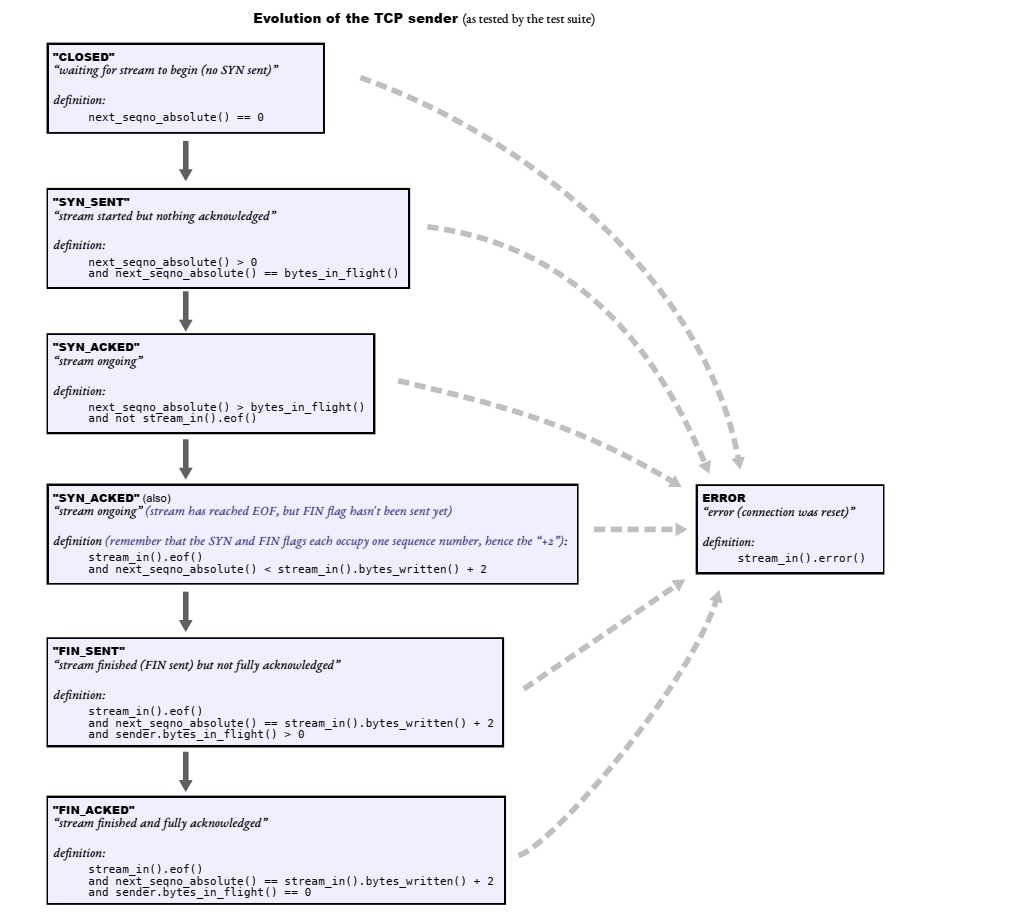 Evolution of the TCP sender (as tested by the test suite)
"CLOSED"
“waiting for stream to begin (no SYN sent)”
definition:
next_seqno_absolute() == 0
"SYN_SENT"
“stream started but nothing acknowledged”
definition:
next_seqno_absolute() > 0
and next_seqno_absolute() == bytes_in_flight()
"SYN_ACKED"
“stream ongoing”
definition:
next_seqno_absolute() > bytes_in_flight()
and not stream_in().eof()
"SYN_ACKED" (also)
“stream ongoing” (stream has reached EOF, but FIN flag hasn't been sent yet)
definition (remember that the SYN and FIN flags each occupy one sequence number, hence the “+2”):
stream_in().eof()
and next_seqno_absolute() < stream_in().bytes_written() + 2
ERROR
“error (connection was reset)”
definition:
stream_in().error()
"FIN_SENT"
“stream finished (FIN sent) but not fully acknowledged”
definition:
stream_in().eof()
and next_seqno_absolute() == stream_in().bytes_written() + 2
and sender.bytes_in_flight() > 0
"FIN_ACKED"
“stream finished and fully acknowledged”
definition:
stream_in().eof()
and next_seqno_absolute() == stream_in().bytes_written() + 2
and sender.bytes_in_flight() == 0